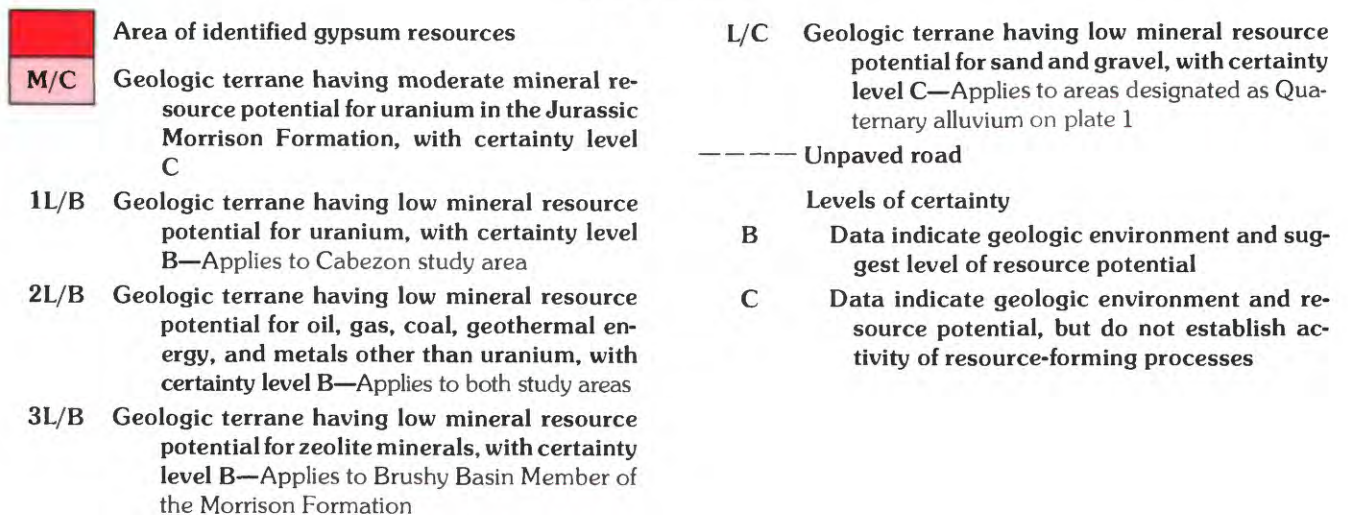 Area of identified gypsum resources
M/C Geologic terrane having moderate mineral re-
source potential for uranium in the Jurassic
Morrison Formation, with certainty level
C
1L/B Geologic terrane having low mineral resource
potential for uranium, with certainty level
B—Applies to Cabezon study area
2L/B Geologic terrane having low mineral resource
potential for oil, gas, coal, geothermal en-
ergy, and metals other than uranium, with
certainty level B—Applies to both study areas
3L/B Geologic terrane having low mineral resource
potential for zeolite minerals, with certainty
level B—Applies to Brushy Basin Member of
the Morrison Formation
L/C Geologic terrane having low mineral resource
potential for sand and gravel, with certainty
level C—Applies to areas designated as Qua-
ternary alluvium on plate 1
Unpaved road
Levels of certainty
B Data indicate geologic environment and sug-
gest level of resource potential
C Data indicate geologic environment and re-
source potential, but do not establish ac-
tivity of resource-forming processes